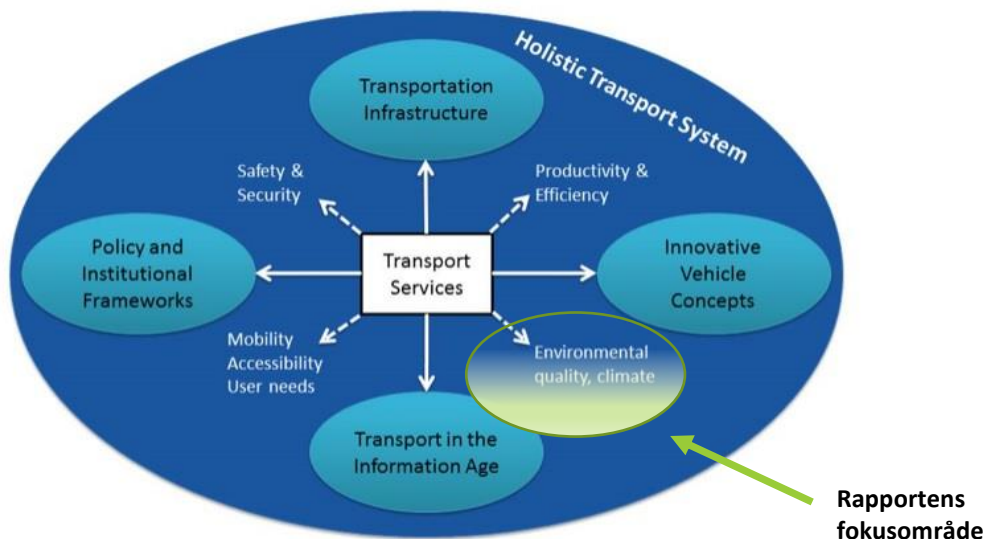 Holistic Transport System
Transportation
Infrastructure
Safety &
Security
Productivity &
Efficiency
Policy and
Institutional
Frameworks
Transport
Services
Innovative
Vehicle
Concepts
Mobility
Accessibility
User needs
Environmental
quality, climate
Transport in the
Information Age
Rapportens
fokusområde